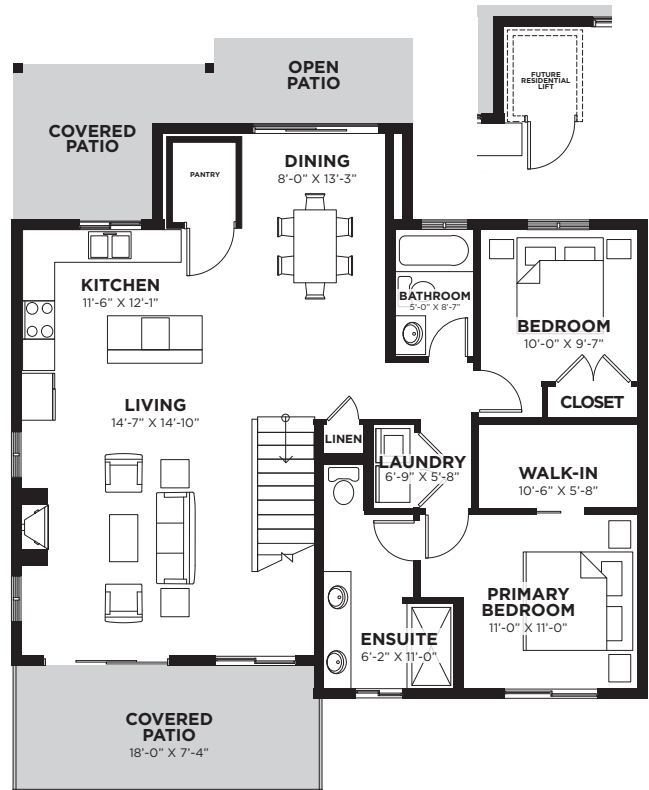 OPEN
PATIO
FUTURE
RESIDENTIAL
LIFT
COVERED
PATIO
DINING
8'-0" X 13'-3"
PANTRY
KITCHEN
11'-6" X 12'-1"
BATHROOM
5'-0" X 8'-7"
BEDROOM
10'-0" X 9'-7"
CLOSET
LIVING
14'-7" X 14'-10"
LINEN
LAUNDRY
6'-9" X 5'-8"
WALK-IN
10'-6" X 5'-8"
PRIMARY
BEDROOM
11'-0" X 11'-0"
ENSUITE
6'-2" X 11'-0"
COVERED
PATIO
18'-0" X 7'-4"